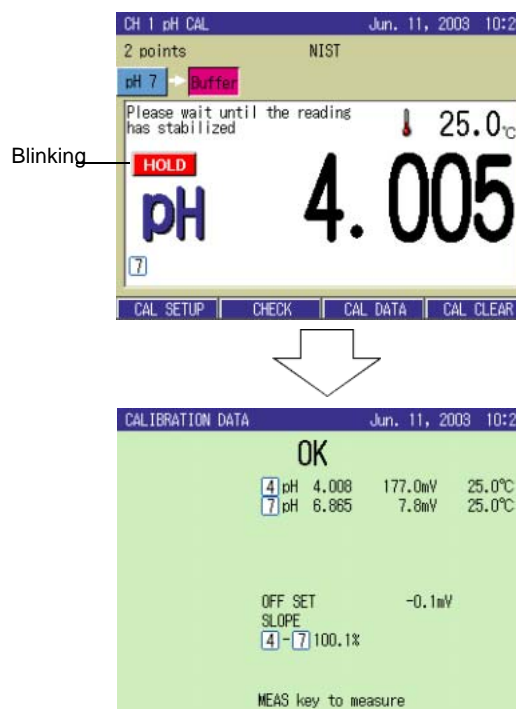 CH 1 pH CAL Jun. 11, 2003 10:2
2 points NIST
pH 7 Buffer
Please wait until the reading
has stabilized
25.0℃
Blinking
HOLD
pH 4.005
7
CAL SETUP CHECK CAL DATA CAL CLEAR
CALIBRATION DATA Jun. 11, 2003 10:2
OK
4 pH 4.008 177.0mV 25.0℃
7 pH 6.865 7.8mV 25.0℃
OFF SET -0.1mV
SLOPE
4 - 7 100.1%
MEAS key to measure